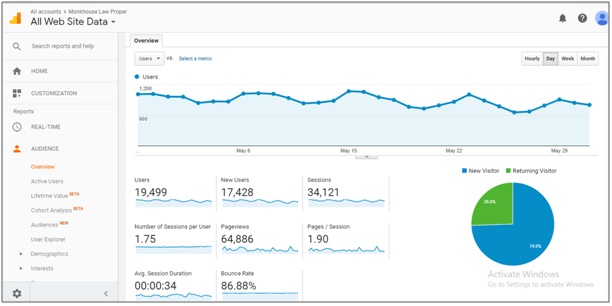 All accounts > Monkhouse Law Proper
All Web Site Data
Search reports and help
HOME
CUSTOMIZATION
Reports
REAL-TIME
AUDIENCE
Overview
Active Users
Lifetime Value BETA
Cohort Analysis BETA
Audiences NEW
User Explorer
Demographics
Interests
Overview
Users VS. Select a metric
Hourly Day Week Month
Users
1,200
600
... May 8 May 15 May 22 May 29
Users New Users Sessions
19,499 17,428 34,121
Number of Sessions per User Pageviews Pages / Session
1.75 64,886 1.90
Avg. Session Duration Bounce Rate
00:00:34 86.88%
New Visitor Returning Visitor
Activate Windows
Go to Settings to activate Windows.